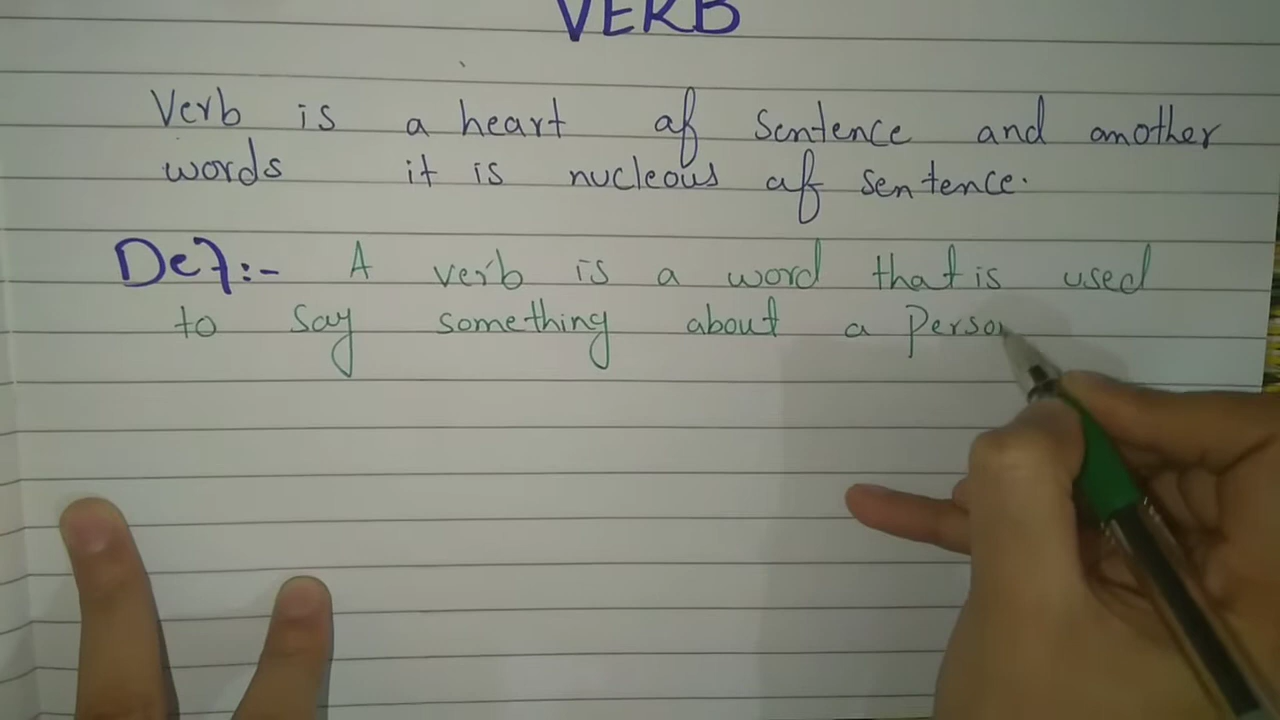 VERB
Verb is a heart af sentence and another
words it is nucleous af sentence.
Def:- A verb is a word that is used
to say something about a Perso